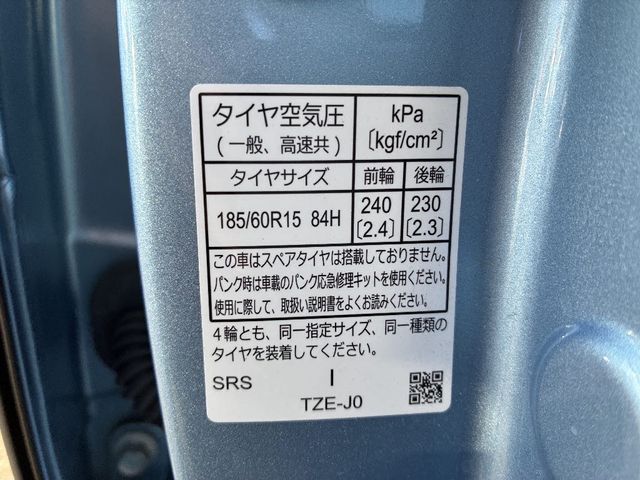 タイヤ空気圧 kPa
(一般、高速共) 〔kgf/cm²〕
タイヤサイズ 前輪 後輪
185/60R15 84H 240 230
〔2.4〕 〔2.3〕
この車はスペアタイヤは搭載しておりません。
パンク時は車載のパンク応急修理キットを使用ください。
使用に際して、取扱い説明書をよくお読みください。
4輪とも、同一指定サイズ、同一種類の
タイヤを装着してください。
SRS I
TZE-J0